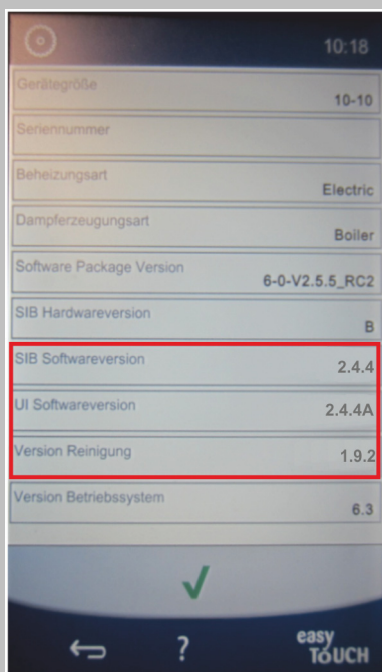 10:18
Gerätegröße
10-10
Seriennummer
Beheizungsart
Electric
Dampferzeugungsart
Boiler
Software Package Version
6-0-V2.5.5_RC2
SIB Hardwareversion
B
SIB Softwareversion
2.4.4
UI Softwareversion
2.4.4A
Version Reinigung
1.9.2
Version Betriebssystem
6.3
?
easy
TOUCH